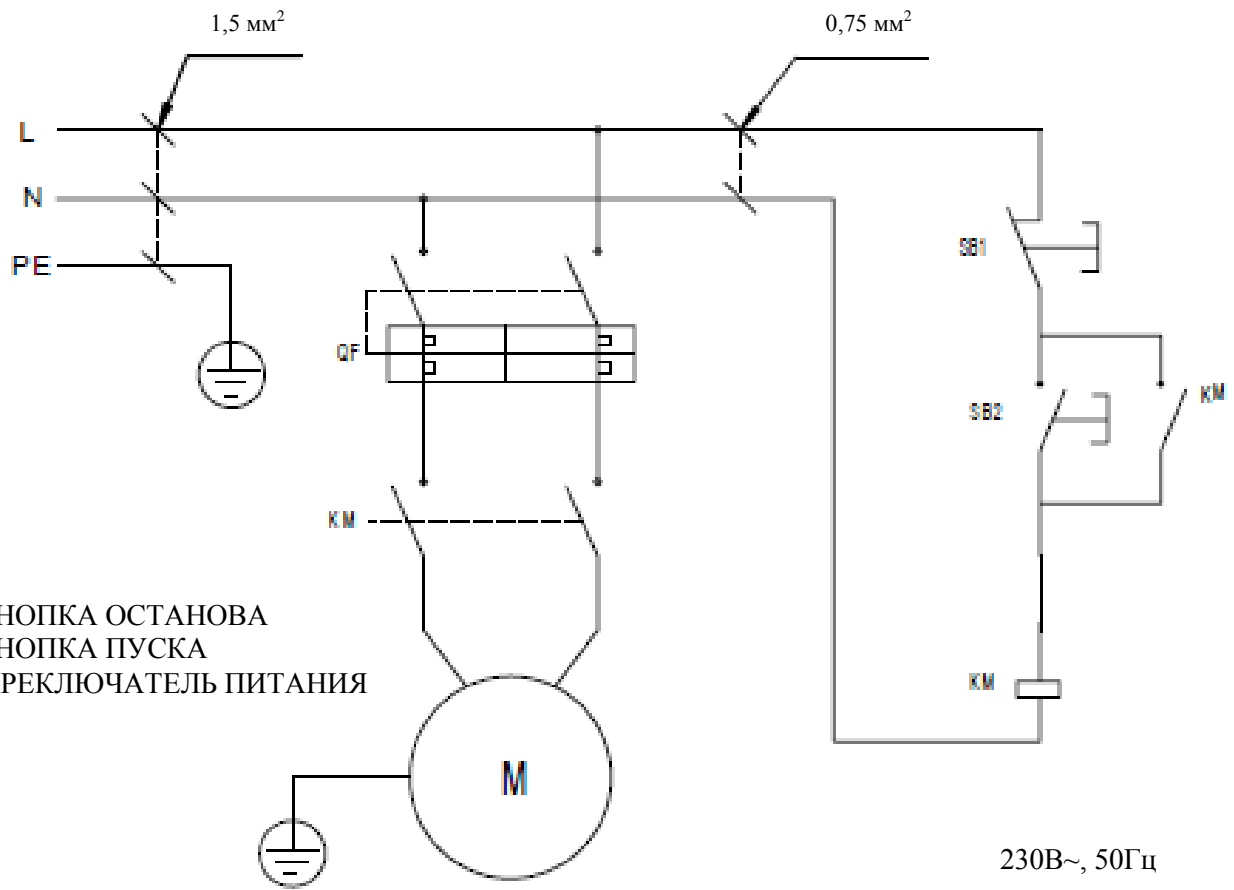 1,5 мм²
0,75 мм²
L
N
PE
SB1
QF
SB2
KM
KM
НОПКА ОСТАНОВА
НОПКА ПУСКА
РЕКЛЮЧАТЕЛЬ ПИТАНИЯ
KM
M
230В~, 50Гц